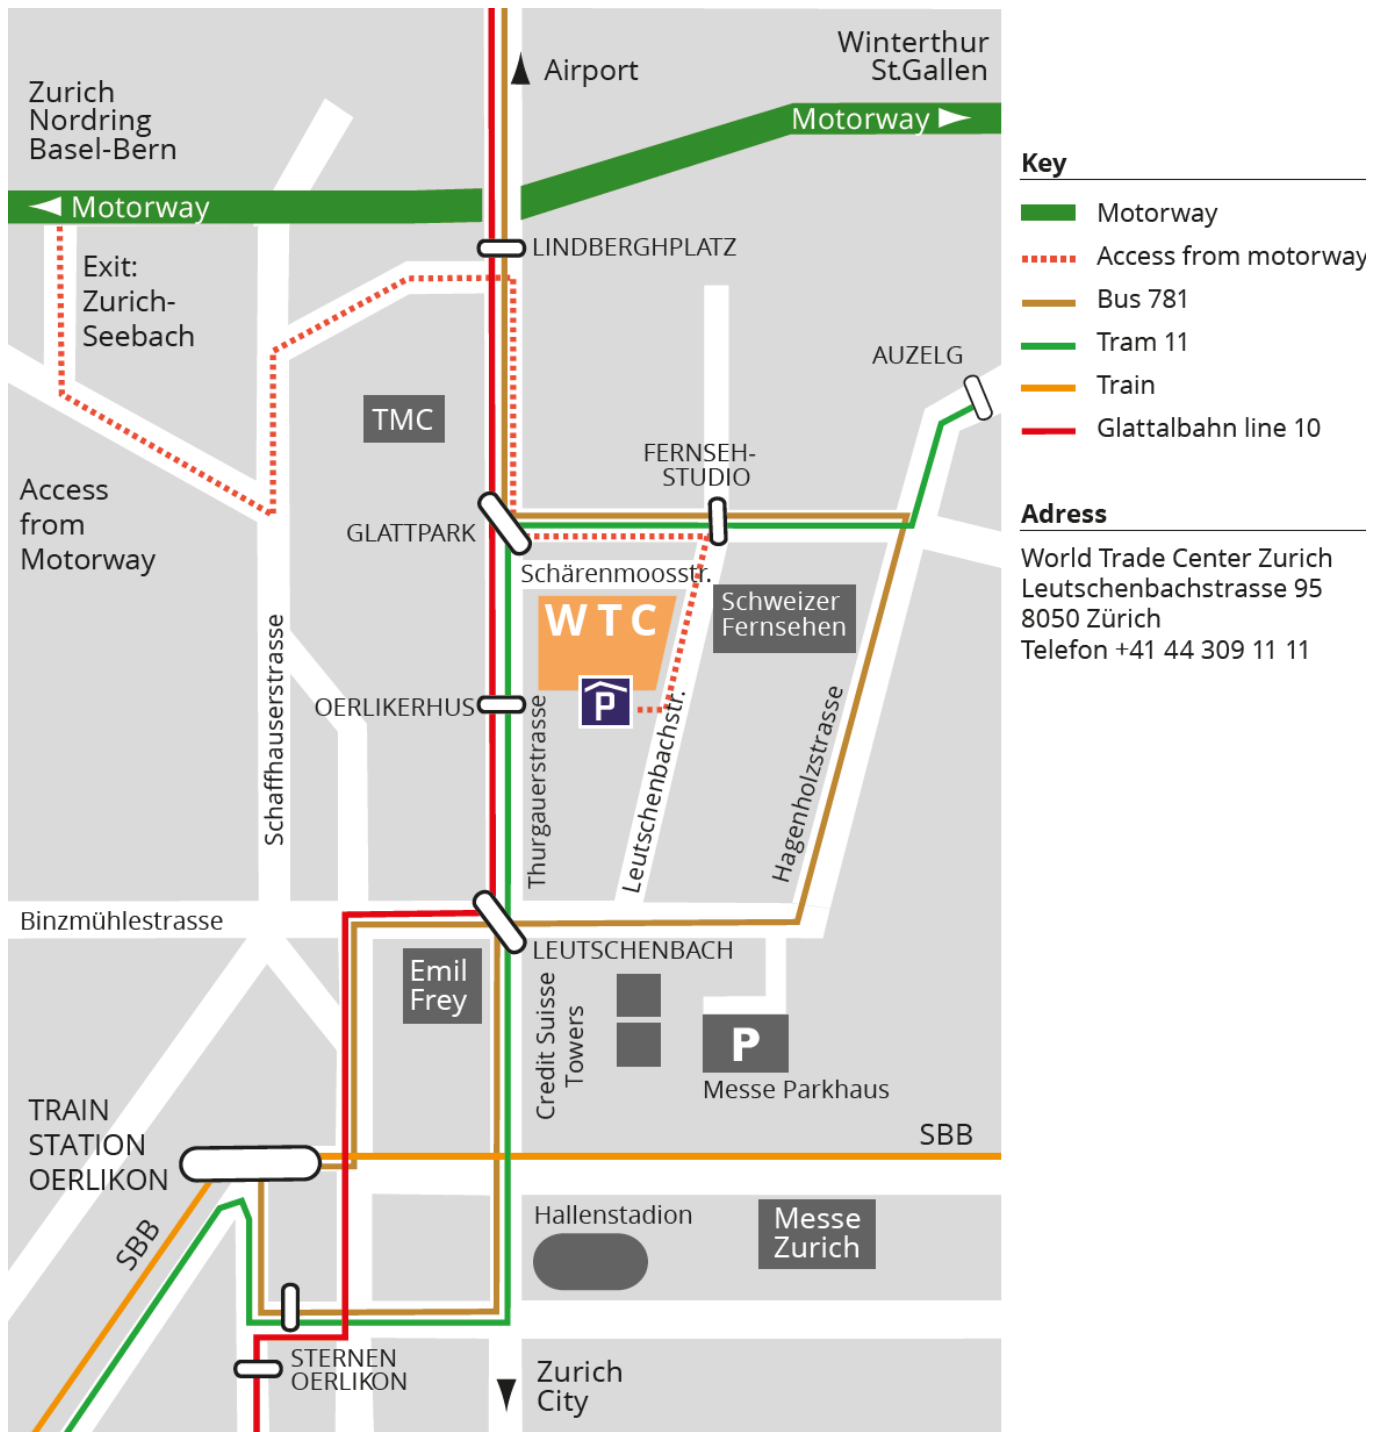 Winterthur
St.Gallen
Airport
Zurich
Nordring
Basel-Bern
Motorway
Motorway
LINDBERGHPLATZ
Exit:
Zurich-
Seebach
AUZELG
TMC
FERNSEH-
STUDIO
Access
from
Motorway
GLATTPARK
Schärenmoosstr.
WTC
Schweizer
Fernsehen
P
OERLIKERHUS
Schaffhauserstrasse
Thurgauerstrasse
Leutschenbachstr.
Hagenholzstrasse
Binzmühlestrasse
LEUTSCHENBACH
Emil
Frey
Credit Suisse
Towers
P
Messe Parkhaus
TRAIN
STATION
OERLIKON
SBB
SBB
Hallenstadion
Messe
Zurich
STERNEN
OERLIKON
Zurich
City
Key
Motorway
Access from motorway
Bus 781
Tram 11
Train
Glattalbahn line 10
Adress
World Trade Center Zurich
Leutschenbachstrasse 95
8050 Zürich
Telefon +41 44 309 11 11